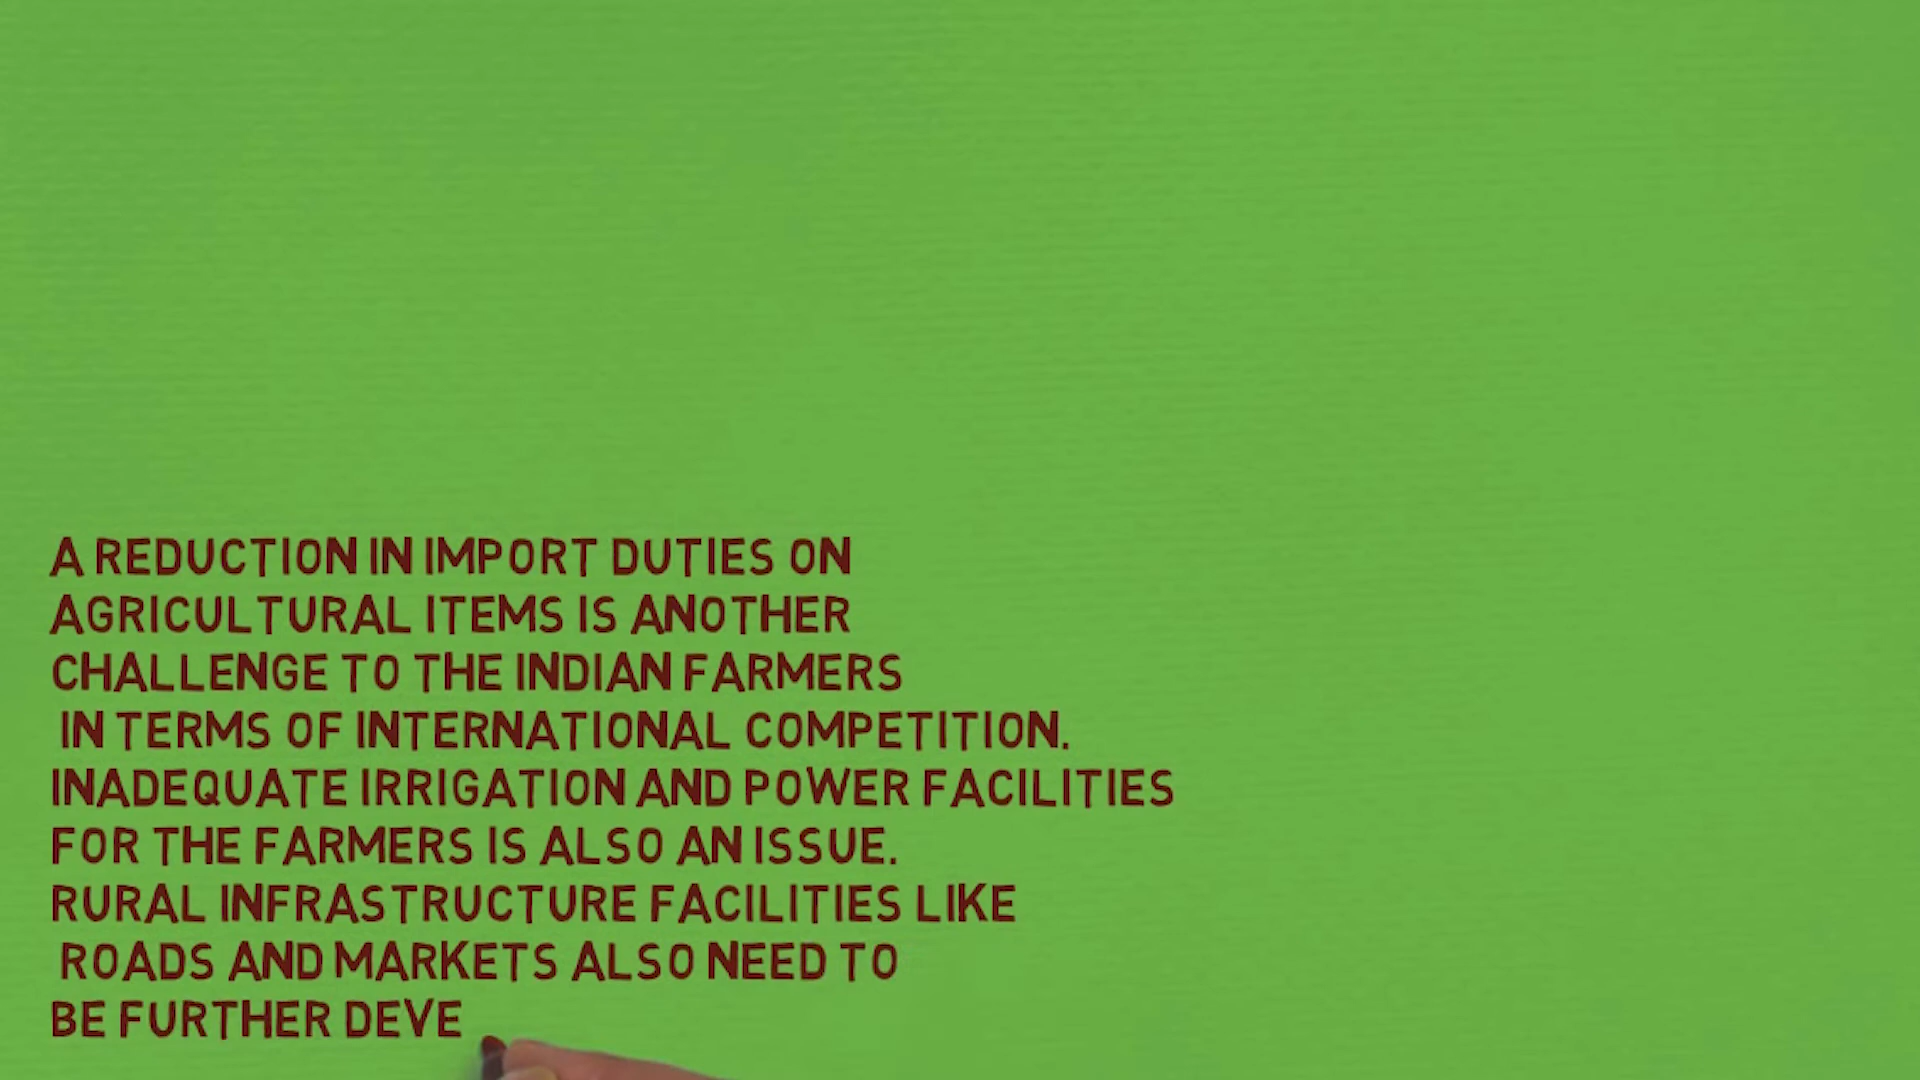 A REDUCTION IN IMPORT DUTIES ON
AGRICULTURAL ITEMS IS ANOTHER
CHALLENGE TO THE INDIAN FARMERS
IN TERMS OF INTERNATIONAL COMPETITION.
INADEQUATE IRRIGATION AND POWER FACILITIES
FOR THE FARMERS IS ALSO AN ISSUE.
RURAL INFRASTRUCTURE FACILITIES LIKE
ROADS AND MARKETS ALSO NEED TO
BE FURTHER DEVE